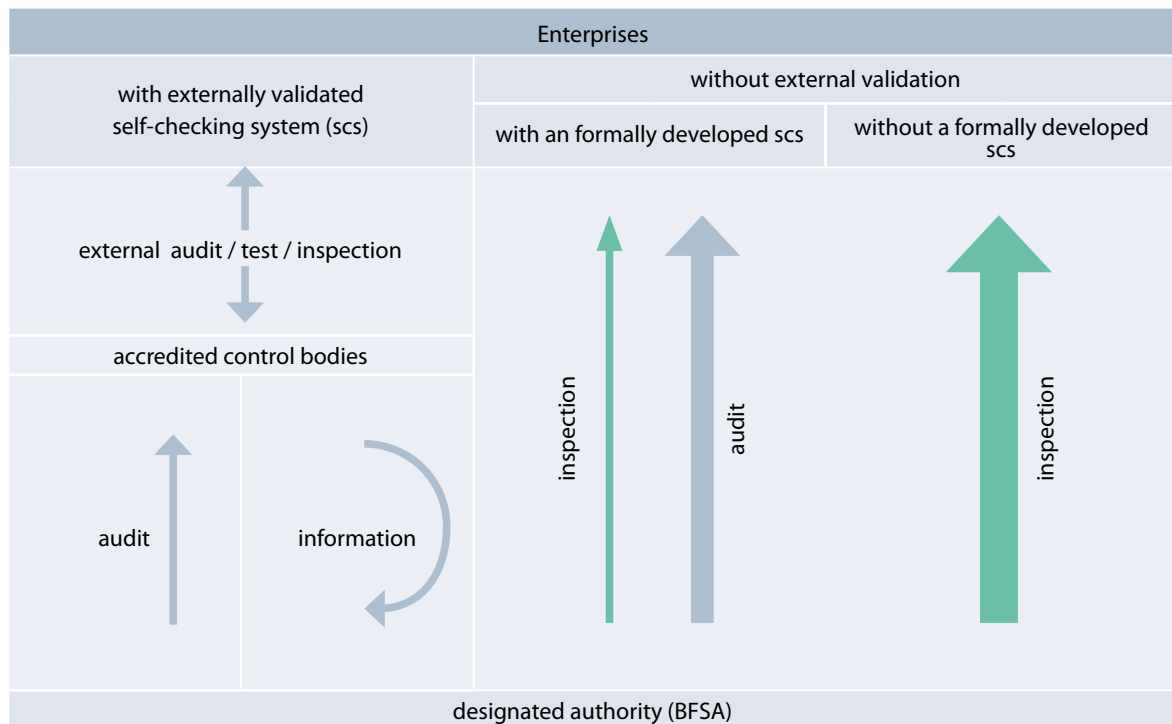 Enterprises
with externally validated
self-checking system (scs)
without external validation
with an formally developed scs
without a formally developed
scs
external audit / test / inspection
accredited control bodies
audit
information
inspection
audit
inspection
designated authority (BFSA)